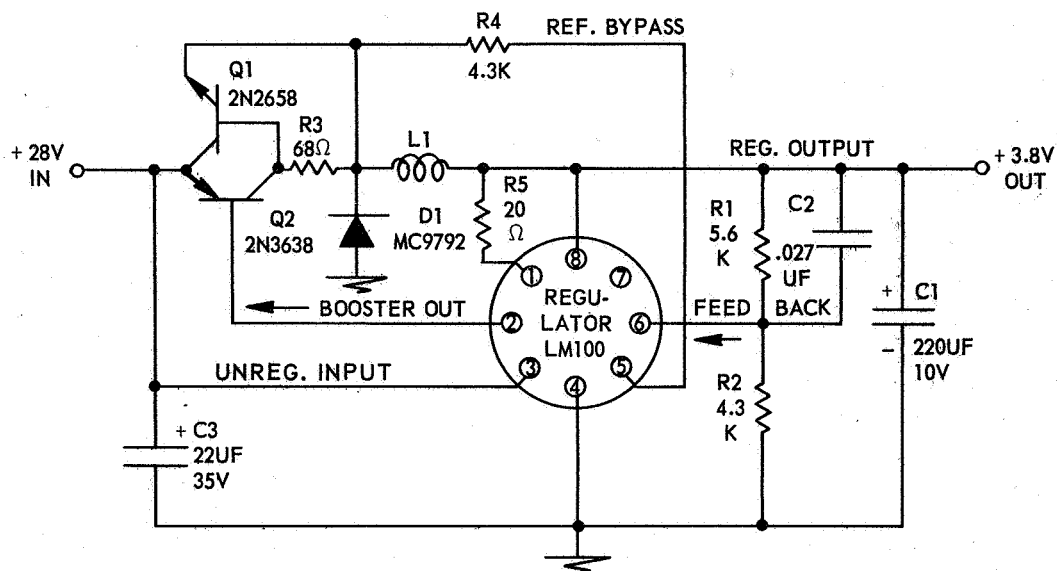 R4
4.3K
REF. BYPASS
Q1
2N2658
R3
68Ω
L1
+ 28V
IN
REG. OUTPUT
+ 3.8V
OUT
Q2
2N3638
D1
MC9792
R5
20
Ω
R1
5.6
K
C2
.027
UF
1
8
7
2
6
3
4
5
REGU-
LATOR
LM100
BOOSTER OUT
FEED BACK
UNREG. INPUT
+
C1
−
220UF
10V
R2
4.3
K
+ C3
22UF
35V